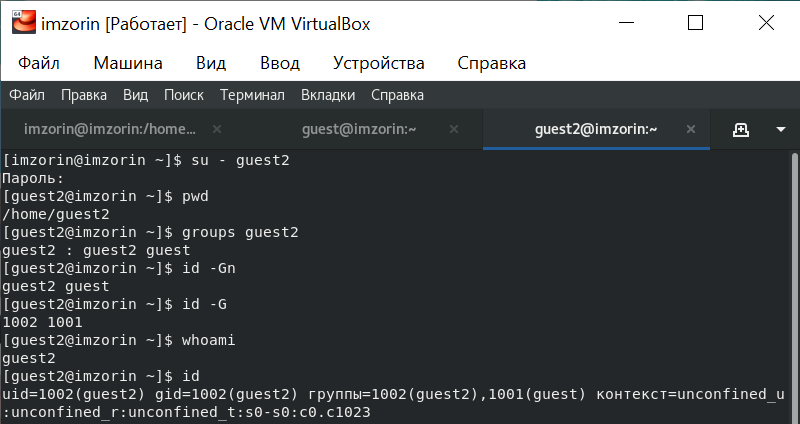 64
imzorin [Работает] - Oracle VM VirtualBox
Файл Машина Вид Ввод Устройства Справка
Файл Правка Вид Поиск Терминал Вкладки Справка
imzorin@imzorin:/home... × guest@imzorin:~ × guest2@imzorin:~ ×
[imzorin@imzorin ~]$ su - guest2
Пароль:
[guest2@imzorin ~]$ pwd
/home/guest2
[guest2@imzorin ~]$ groups guest2
guest2 : guest2 guest
[guest2@imzorin ~]$ id -Gn
guest2 guest
[guest2@imzorin ~]$ id -G
1002 1001
[guest2@imzorin ~]$ whoami
guest2
[guest2@imzorin ~]$ id
uid=1002(guest2) gid=1002(guest2) группы=1002(guest2),1001(guest) контекст=unconfined_u
:unconfined_r:unconfined_t:s0-s0:c0.c1023